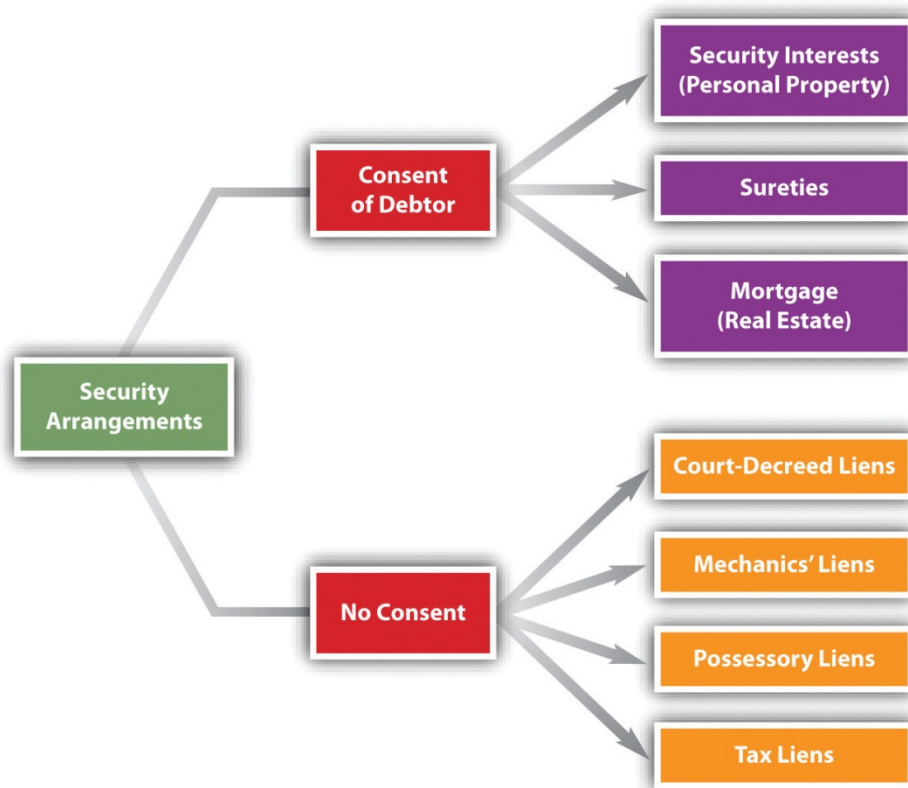 Security Interests
(Personal Property)
Consent
of Debtor
Sureties
Mortgage
(Real Estate)
Security
Arrangements
Court-Decreed Liens
Mechanics’ Liens
No Consent
Possessory Liens
Tax Liens